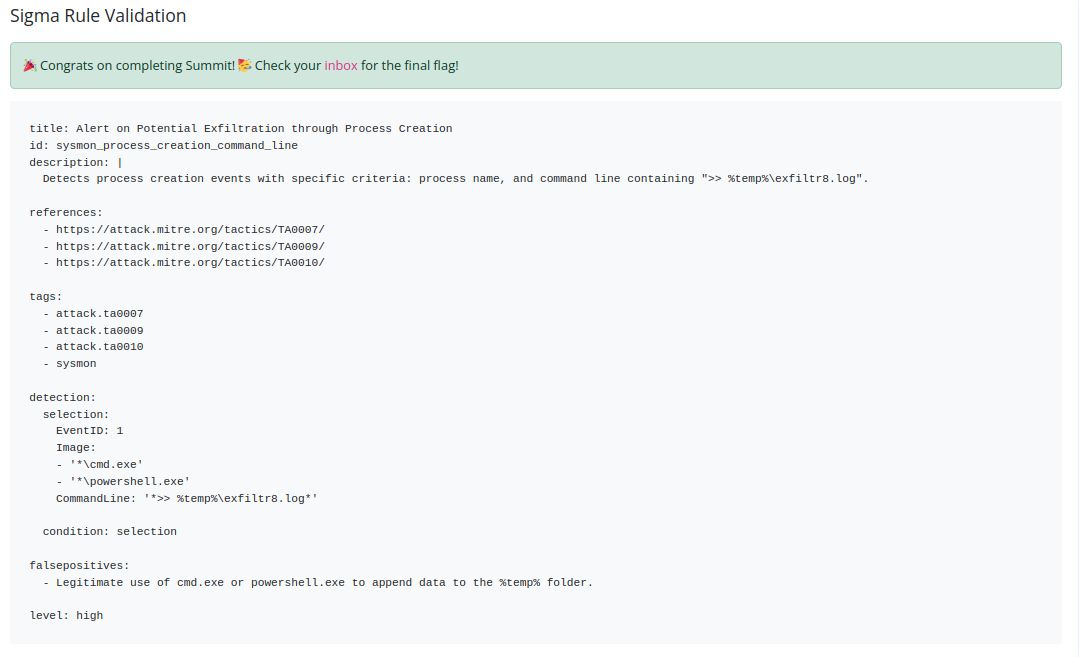 Sigma Rule Validation
🎉 Congrats on completing Summit! 🥳 Check your inbox for the final flag!
title: Alert on Potential Exfiltration through Process Creation
id: sysmon_process_creation_command_line
description: |
  Detects process creation events with specific criteria: process name, and command line containing ">> %temp%\exfiltr8.log".
references:
  - https://attack.mitre.org/tactics/TA0007/
  - https://attack.mitre.org/tactics/TA0009/
  - https://attack.mitre.org/tactics/TA0010/
tags:
  - attack.ta0007
  - attack.ta0009
  - attack.ta0010
  - sysmon
detection:
  selection:
    EventID: 1
    Image:
    - '*\cmd.exe'
    - '*\powershell.exe'
    CommandLine: '*>> %temp%\exfiltr8.log*'
  condition: selection
falsepositives:
  - Legitimate use of cmd.exe or powershell.exe to append data to the %temp% folder.
level: high